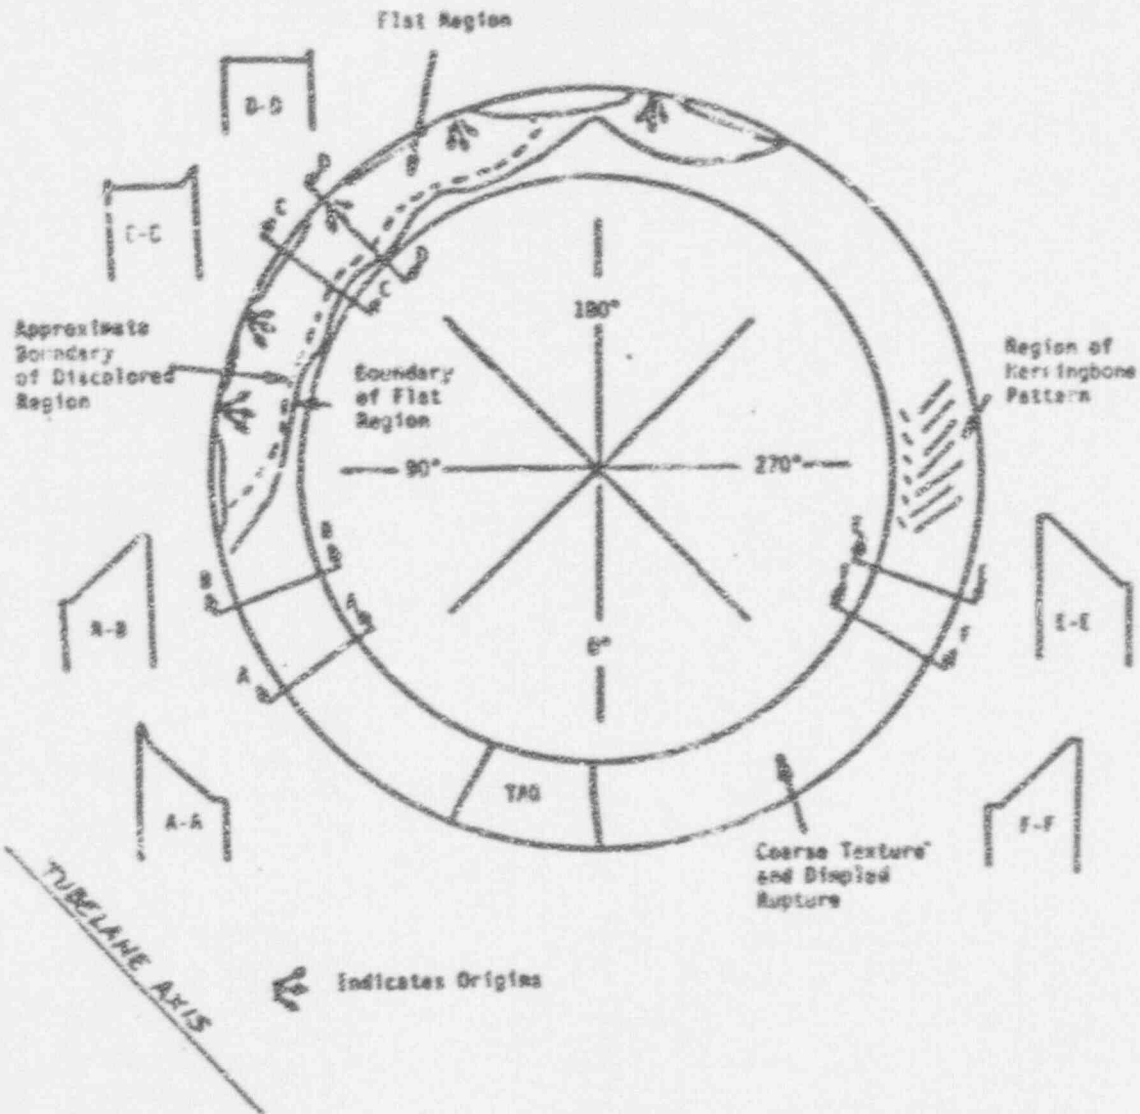 Flat Region
D-D
D
C
C-C
D
C
180°
Approximate
Boundary
of Discolored
Region
Boundary
of Flat
Region
Region of
Herringbone
Pattern
90°
270°
B
E
B
A
E
F
B-B
E-E
0°
F
A
TAG
A-A
F-F
Coarse Texture
and Dimpled
Rupture
TUBELANE AXIS
Indicates Origins